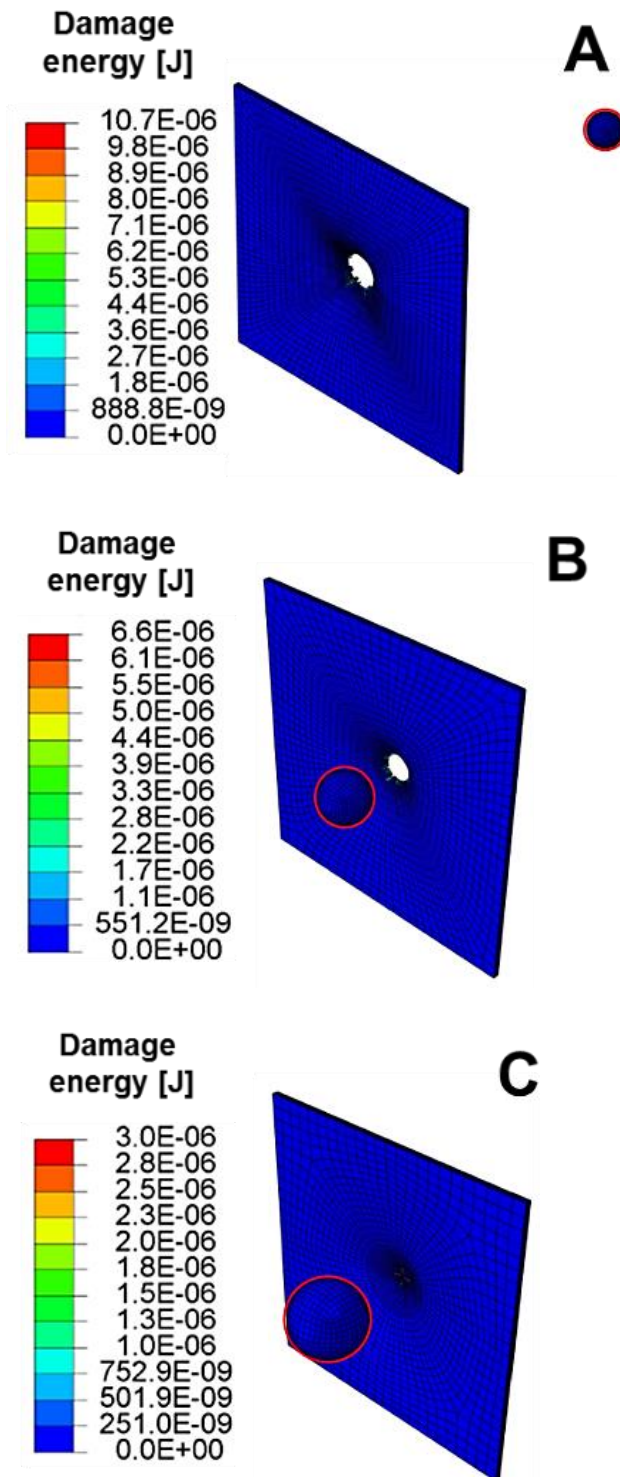 Damage
energy [J]
A
10.7E-06
9.8E-06
8.9E-06
8.0E-06
7.1E-06
6.2E-06
5.3E-06
4.4E-06
3.6E-06
2.7E-06
1.8E-06
888.8E-09
0.0E+00
Damage
energy [J]
B
6.6E-06
6.1E-06
5.5E-06
5.0E-06
4.4E-06
3.9E-06
3.3E-06
2.8E-06
2.2E-06
1.7E-06
1.1E-06
551.2E-09
0.0E+00
Damage
energy [J]
C
3.0E-06
2.8E-06
2.5E-06
2.3E-06
2.0E-06
1.8E-06
1.5E-06
1.3E-06
1.0E-06
752.9E-09
501.9E-09
251.0E-09
0.0E+00